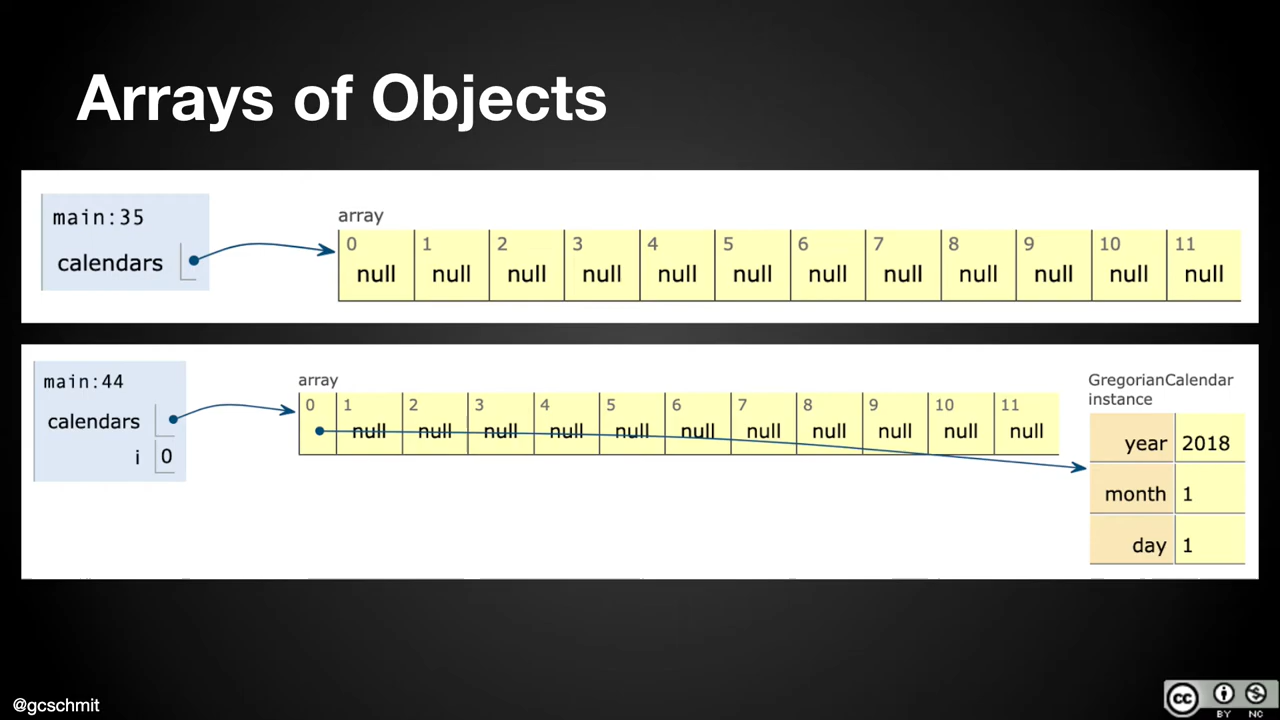 Arrays of Objects
main:35
calendars
array
0 1 2 3 4 5 6 7 8 9 10 11
null null null null null null null null null null null null
main:44
calendars
i 0
array
0 1 2 3 4 5 6 7 8 9 10 11
null null null null null null null null null null null
GregorianCalendar
instance
year 2018
month 1
day 1
@gcschmit
cc
BY NC